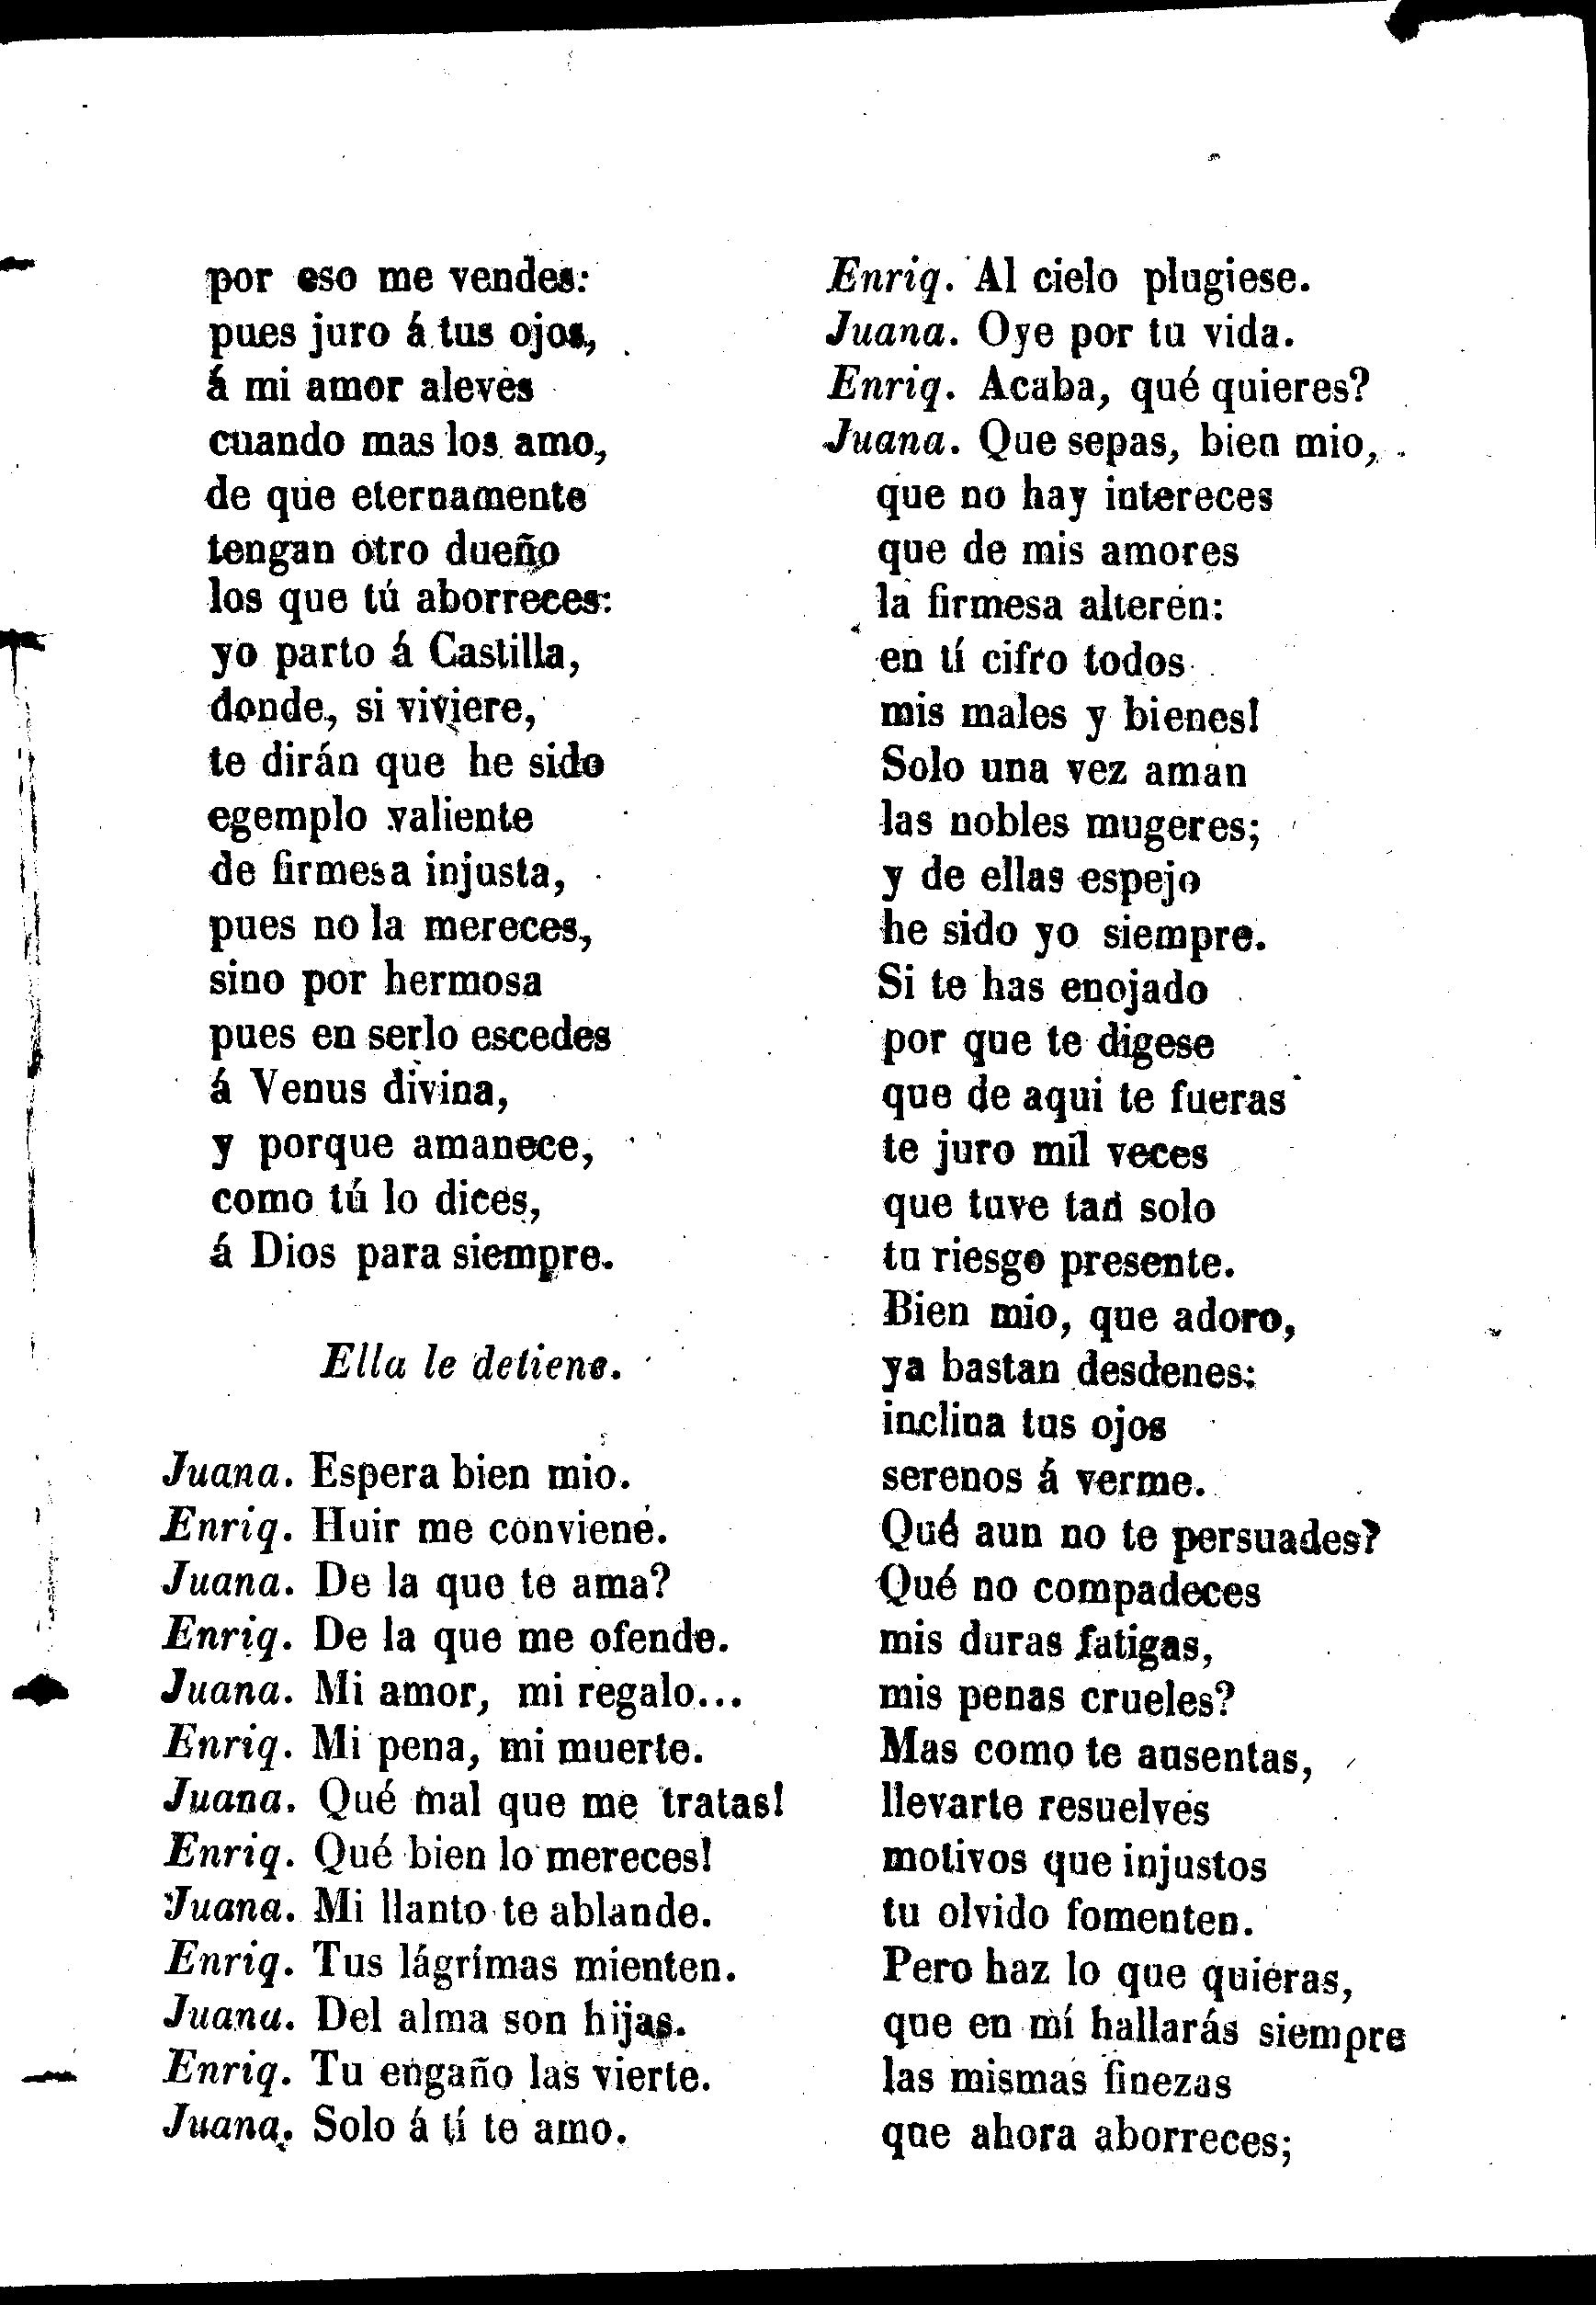 por eso me vendes:
pues juro á tus ojos,
á mi amor aleves
cuando mas los amo,
de que eternamente
tengan otro dueño
los que tú aborreces:
yo parto á Castilla,
donde, si viviere,
te dirán que he sido
egemplo valiente
de firmesa injusta,
pues no la mereces,
sino por hermosa
pues en serlo escedes
á Venus divina,
y porque amanece,
como tú lo dices,
á Dios para siempre.
Ella le detiene.
Juana. Espera bien mio.
Enriq. Huir me conviene.
Juana. De la que te ama?
Enriq. De la que me ofende.
Juana. Mi amor, mi regalo...
Enriq. Mi pena, mi muerte.
Juana. Qué mal que me tratas!
Enriq. Qué bien lo mereces!
Juana. Mi llanto te ablande.
Enriq. Tus lágrimas mienten.
Juana. Del alma son hijas.
Enriq. Tu engaño las vierte.
Juana. Solo á tí te amo.
Enriq. Al cielo plugiese.
Juana. Oye por tu vida.
Enriq. Acaba, qué quieres?
Juana. Que sepas, bien mio,
que no hay intereces
que de mis amores
la firmesa alteren:
en tí cifro todos
mis males y bienes!
Solo una vez aman
las nobles mugeres;
y de ellas espejo
he sido yo siempre.
Si te has enojado
por que te digese
que de aqui te fueras
te juro mil veces
que tuve tan solo
tu riesgo presente.
Bien mio, que adoro,
ya bastan desdenes:
inclina tus ojos
serenos á verme.
Qué aun no te persuades?
Qué no compadeces
mis duras fatigas,
mis penas crueles?
Mas como te ausentas,
llevarte resuelves
motivos que injustos
tu olvido fomenten.
Pero haz lo que quieras,
que en mí hallarás siempre
las mismas finezas
que ahora aborreces;